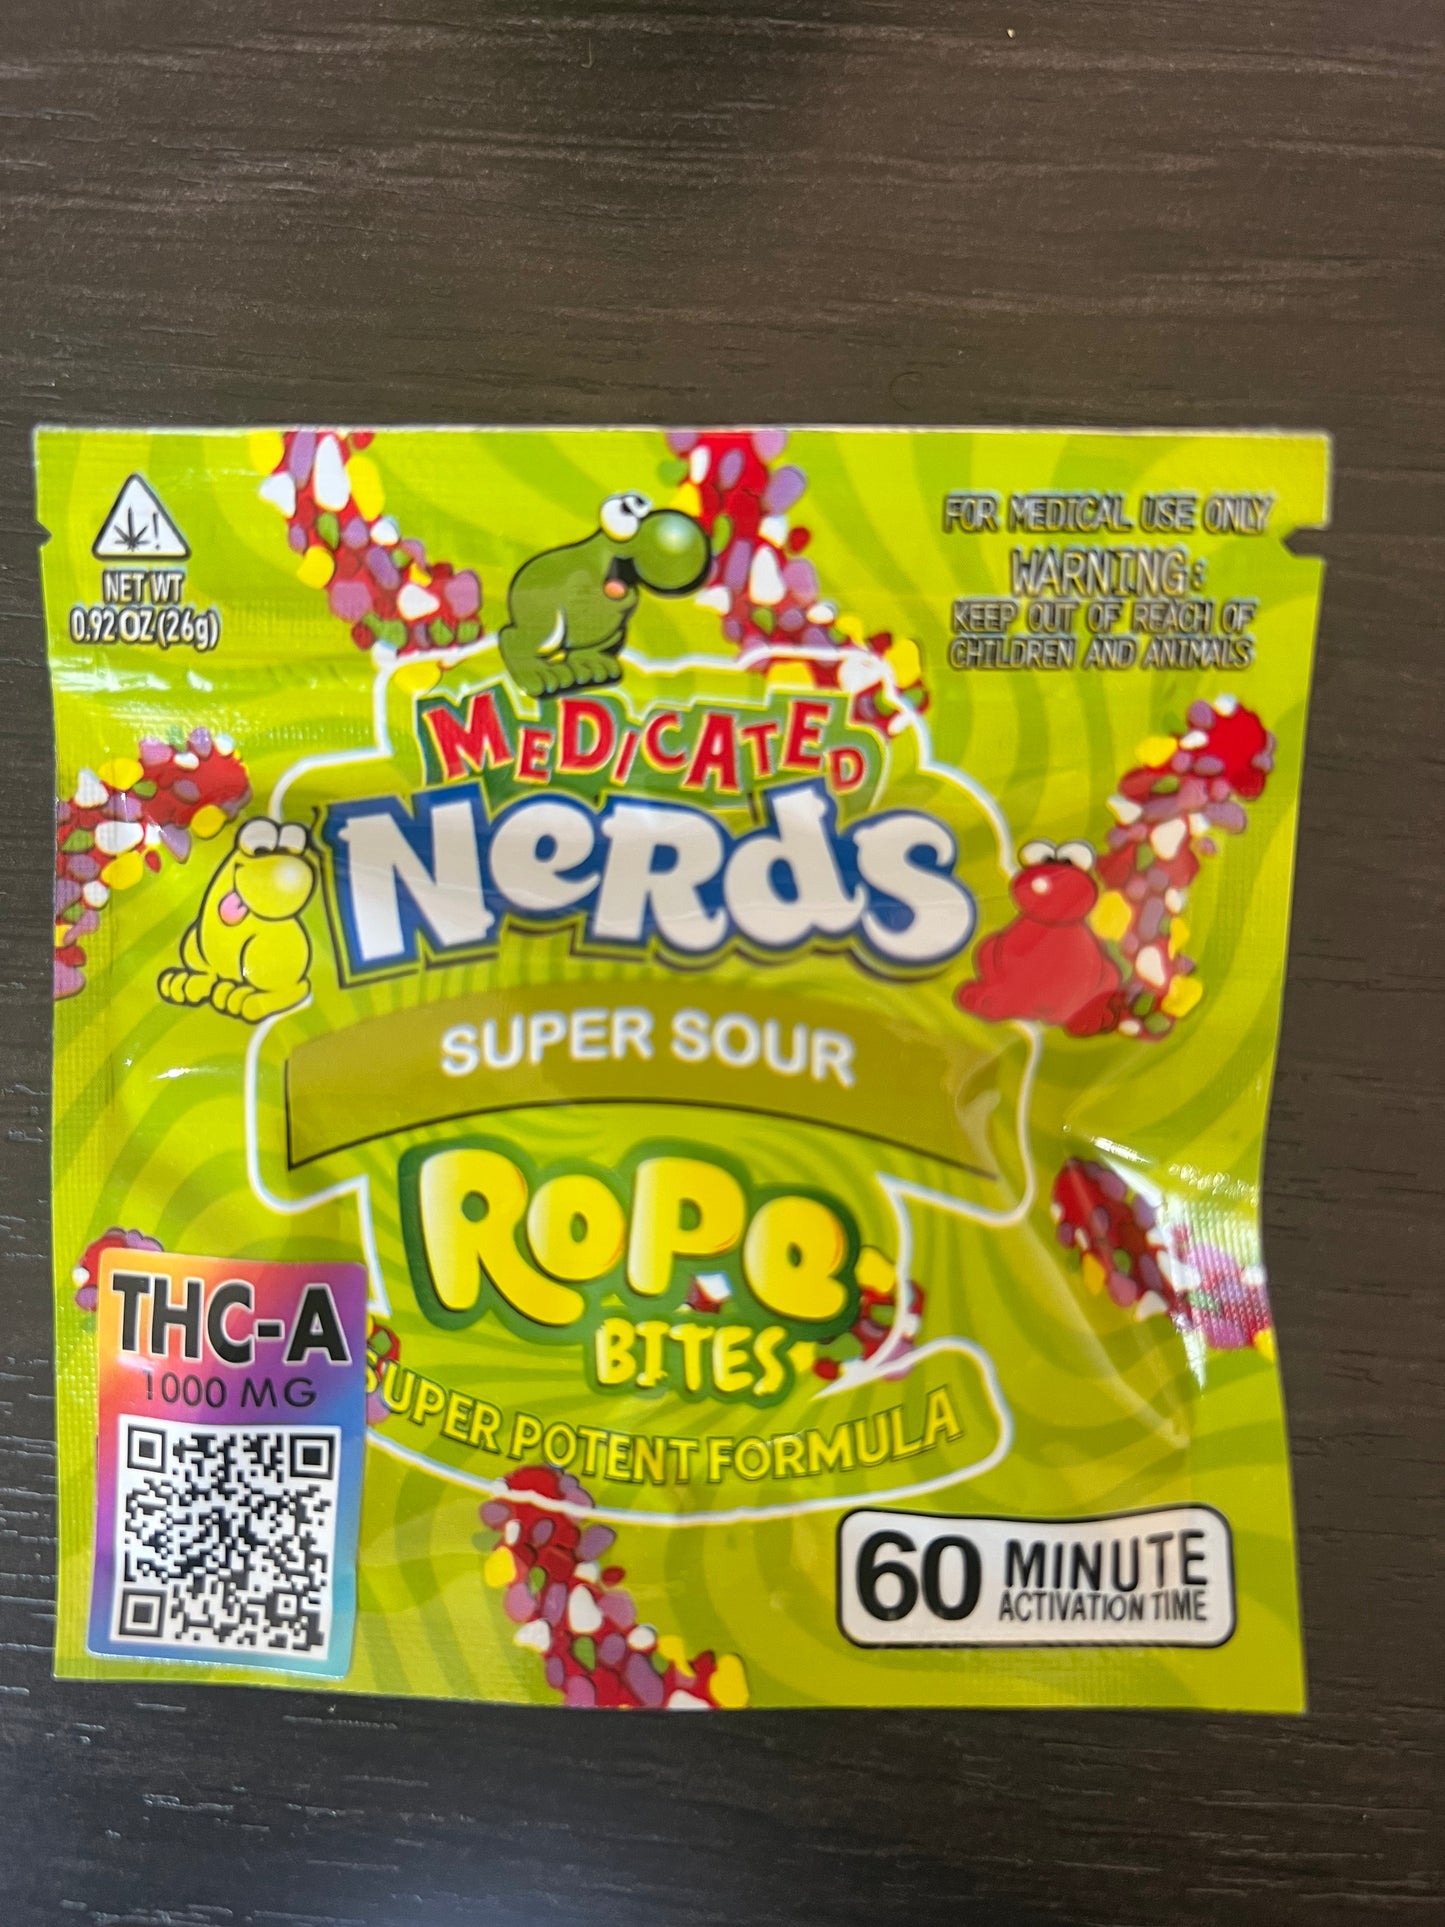 NET WT
0.92 OZ (26g)
FOR MEDICAL USE ONLY
WARNING:
KEEP OUT OF REACH OF
CHILDREN AND ANIMALS
MEDICATED
NeRdS
SUPER SOUR
ROPE
BITES
SUPER POTENT FORMULA
THC-A
1000 MG
60 MINUTE
ACTIVATION TIME